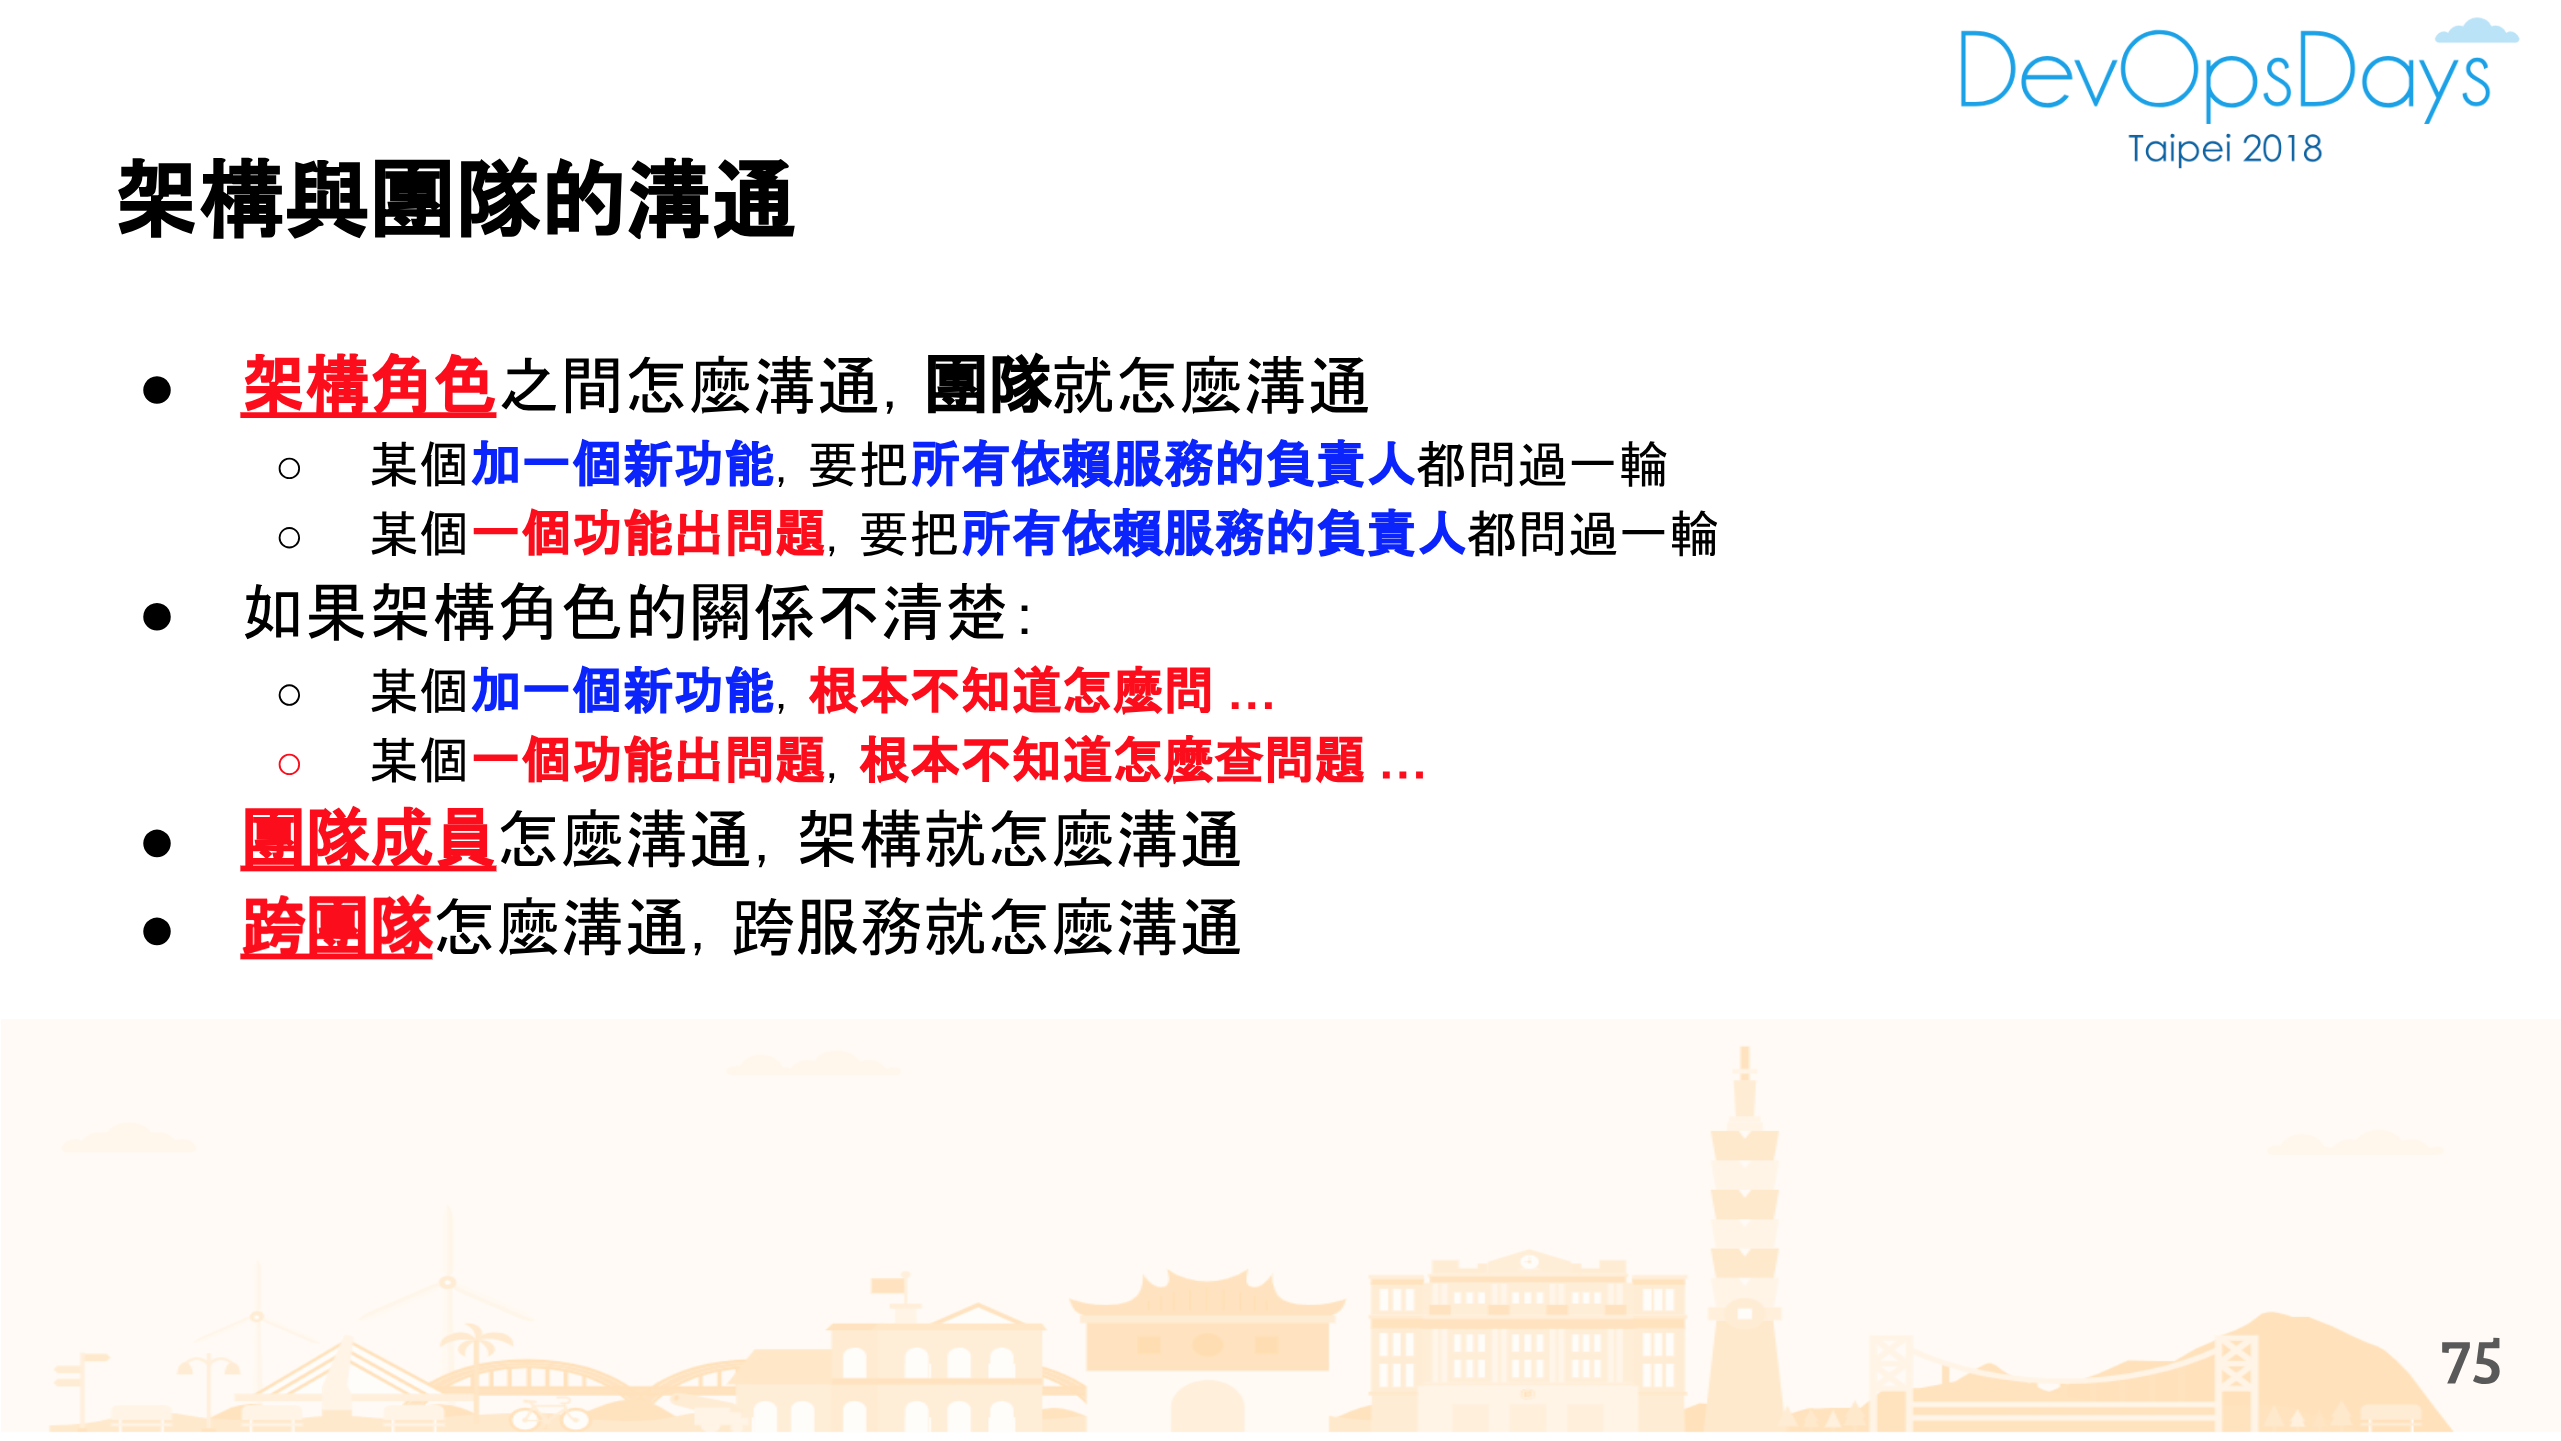 DevOpsDays
Taipei 2018
架構與團隊的溝通
● 架構角色之間怎麼溝通, 團隊就怎麼溝通
○ 某個加一個新功能, 要把所有依賴服務的負責人都問過一輪
○ 某個一個功能出問題, 要把所有依賴服務的負責人都問過一輪
● 如果架構角色的關係不清楚:
○ 某個加一個新功能, 根本不知道怎麼問 ...
○ 某個一個功能出問題, 根本不知道怎麼查問題 ...
● 團隊成員怎麼溝通, 架構就怎麼溝通
● 跨團隊怎麼溝通, 跨服務就怎麼溝通
75